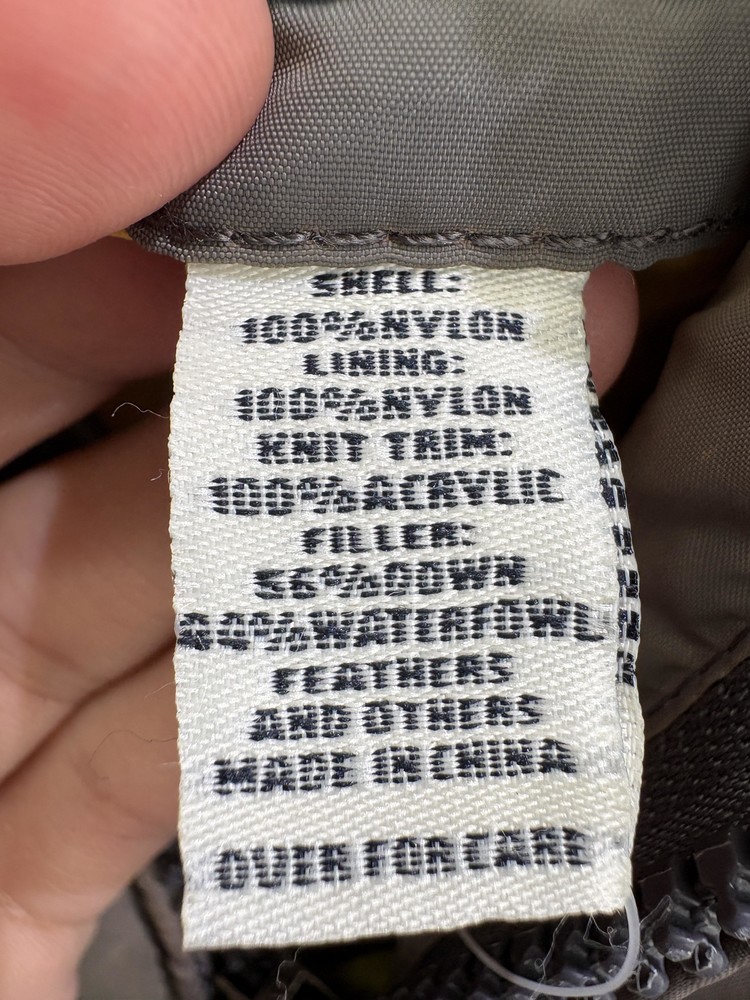 SHELL:
100%NYLON
LINING:
100%NYLON
KNIT TRIM:
100%ACRYLIC
FILLER:
56%DOWN
WATERFOWL
FEATHERS
AND OTHERS
MADE IN CHINA
OVER FOR CARE